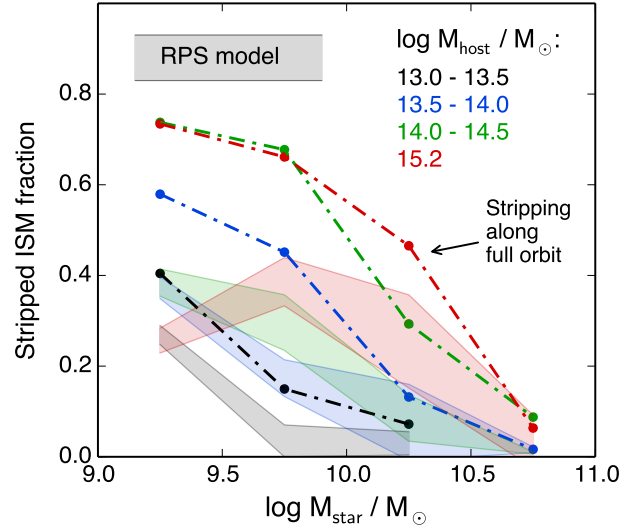 RPS model
log M_host / M_⊙:
13.0 - 13.5
13.5 - 14.0
14.0 - 14.5
15.2
Stripping
along
full orbit
Stripped ISM fraction
0.8
0.6
0.4
0.2
0.0
9.0 9.5 10.0 10.5 11.0
log M_star / M_⊙